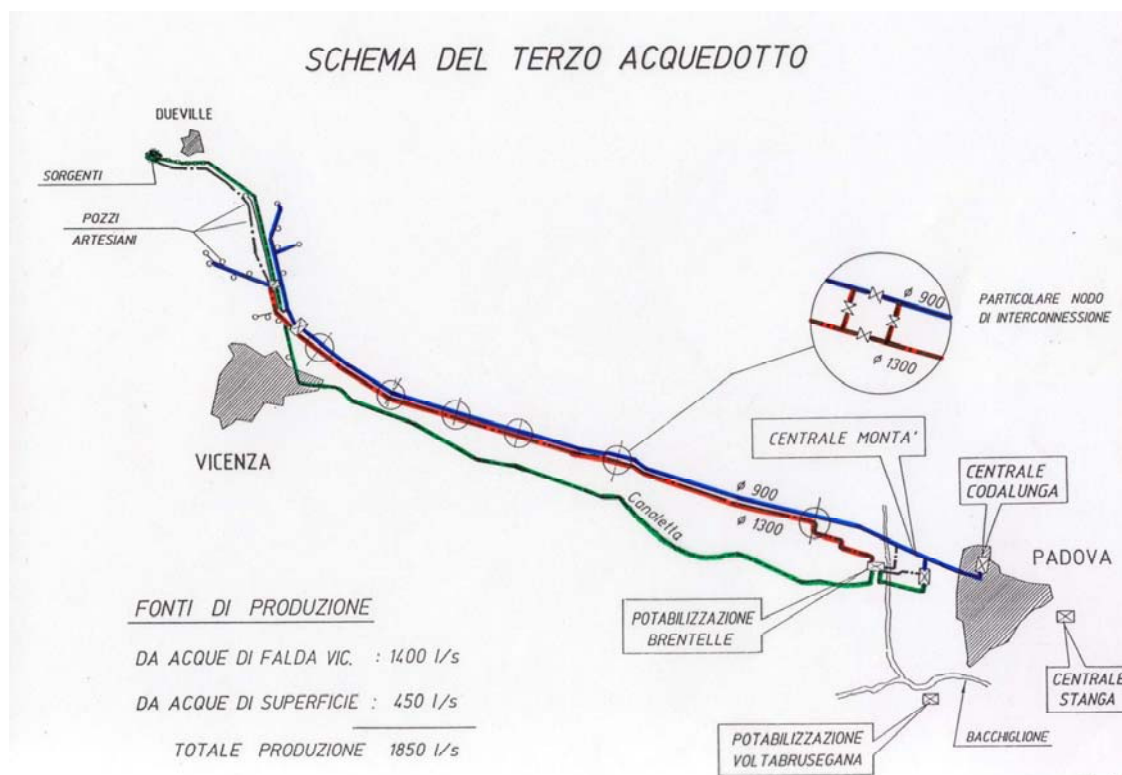 SCHEMA DEL TERZO ACQUEDOTTO
DUEVILLE
SORGENTI
POZZI
ARTESIANI
VICENZA
ø 900
ø 1300
PARTICOLARE NODO
DI INTERCONNESSIONE
CENTRALE MONTA'
CENTRALE
CODALUNGA
ø 900
ø 1300
Canaletta
PADOVA
POTABILIZZAZIONE
BRENTELLE
CENTRALE
STANGA
POTABILIZZAZIONE
VOLTABRUSEGANA
BACCHIGLIONE
FONTI DI PRODUZIONE
DA ACQUE DI FALDA VIC. : 1400 l/s
DA ACQUE DI SUPERFICIE : 450 l/s
TOTALE PRODUZIONE 1850 l/s